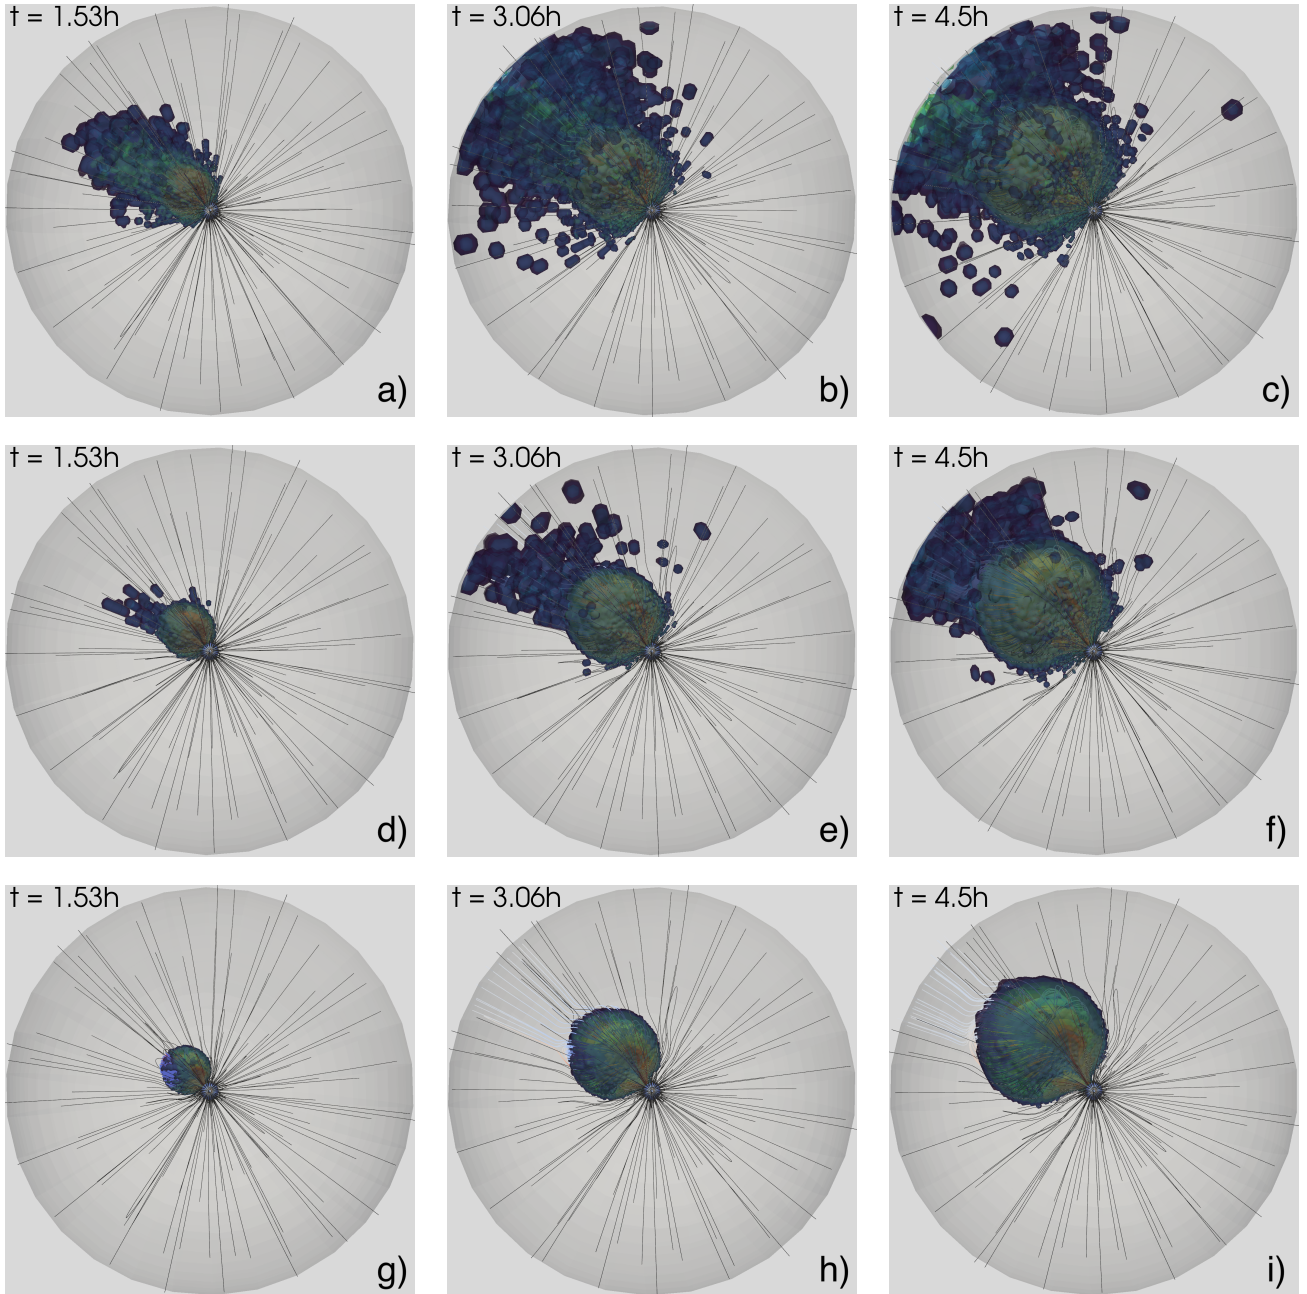 t = 1.53h
a)
t = 3.06h
b)
t = 4.5h
c)
t = 1.53h
d)
t = 3.06h
e)
t = 4.5h
f)
t = 1.53h
g)
t = 3.06h
h)
t = 4.5h
i)